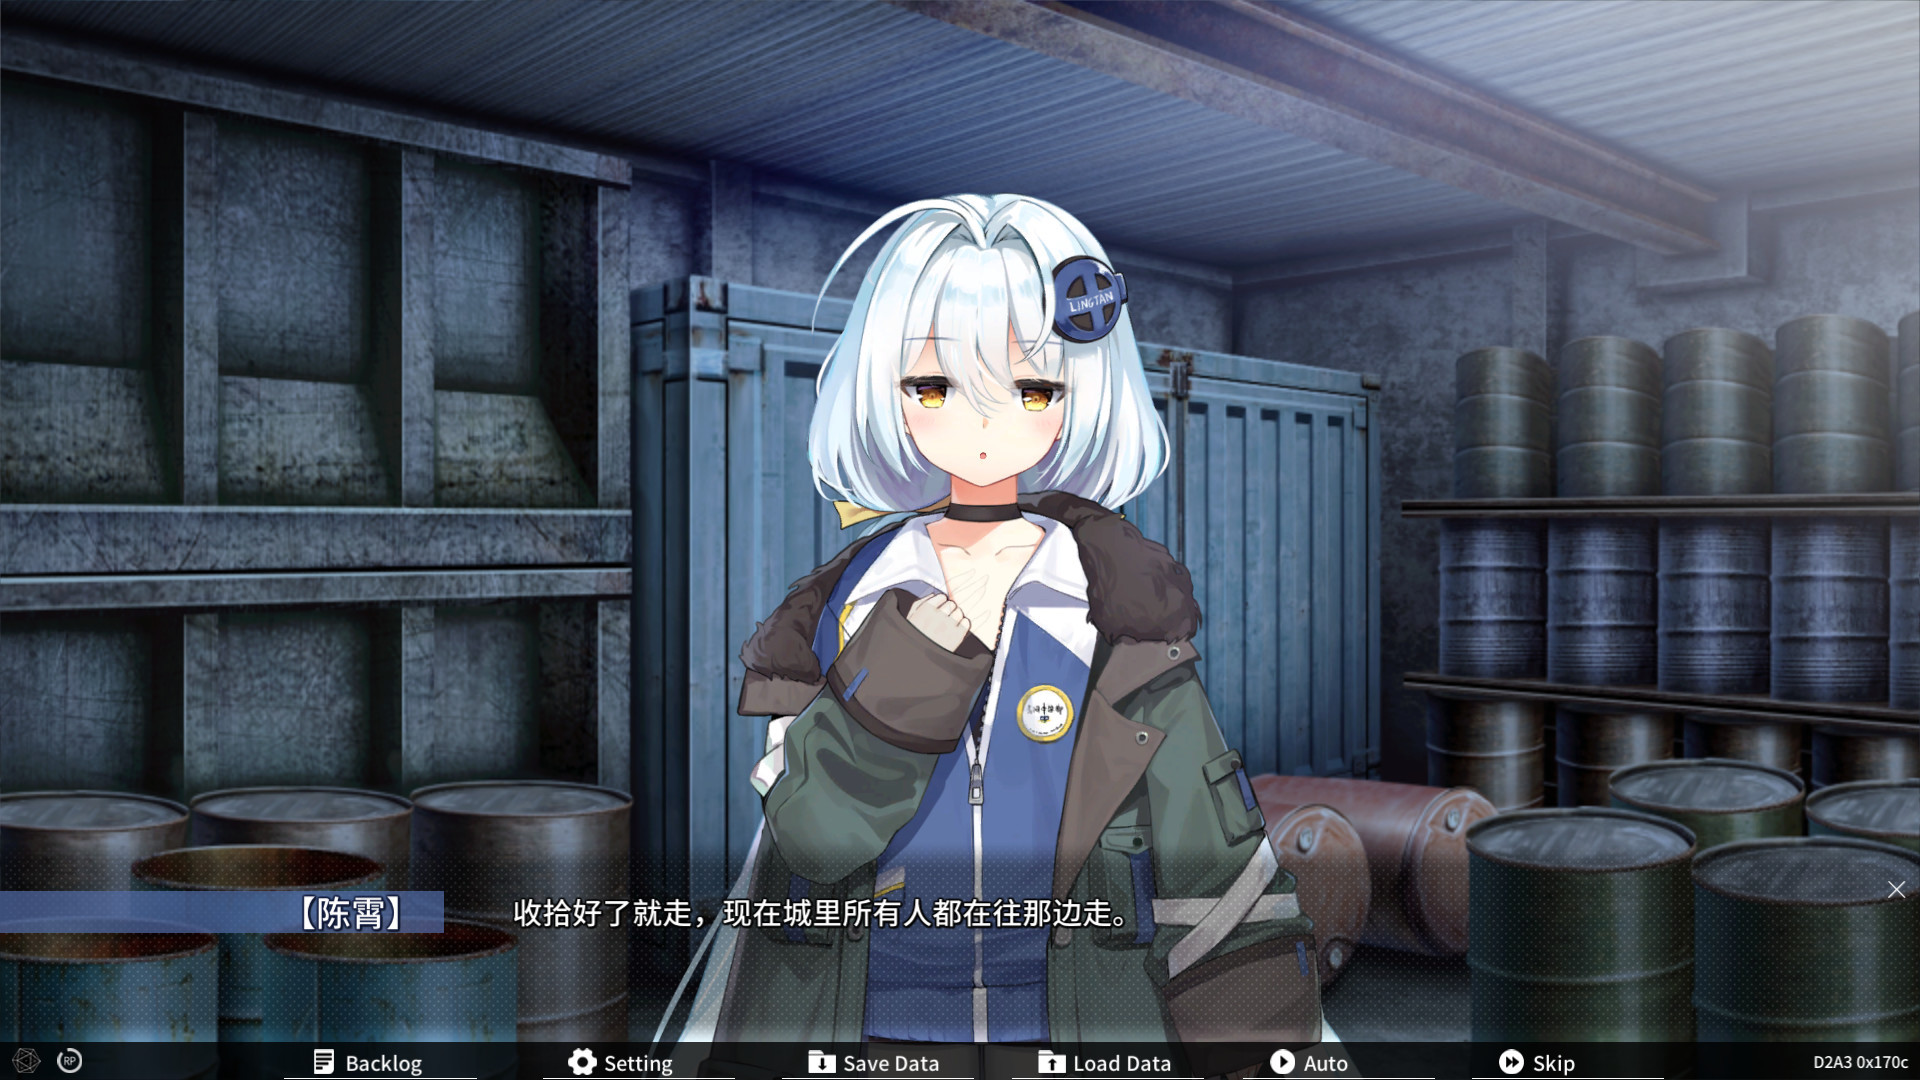 LINGTAN
【陈霄】
收拾好了就走，现在城里所有人都在往那边走。
RP
Backlog
Setting
Save Data
Load Data
Auto
Skip
D2A3 0x170c